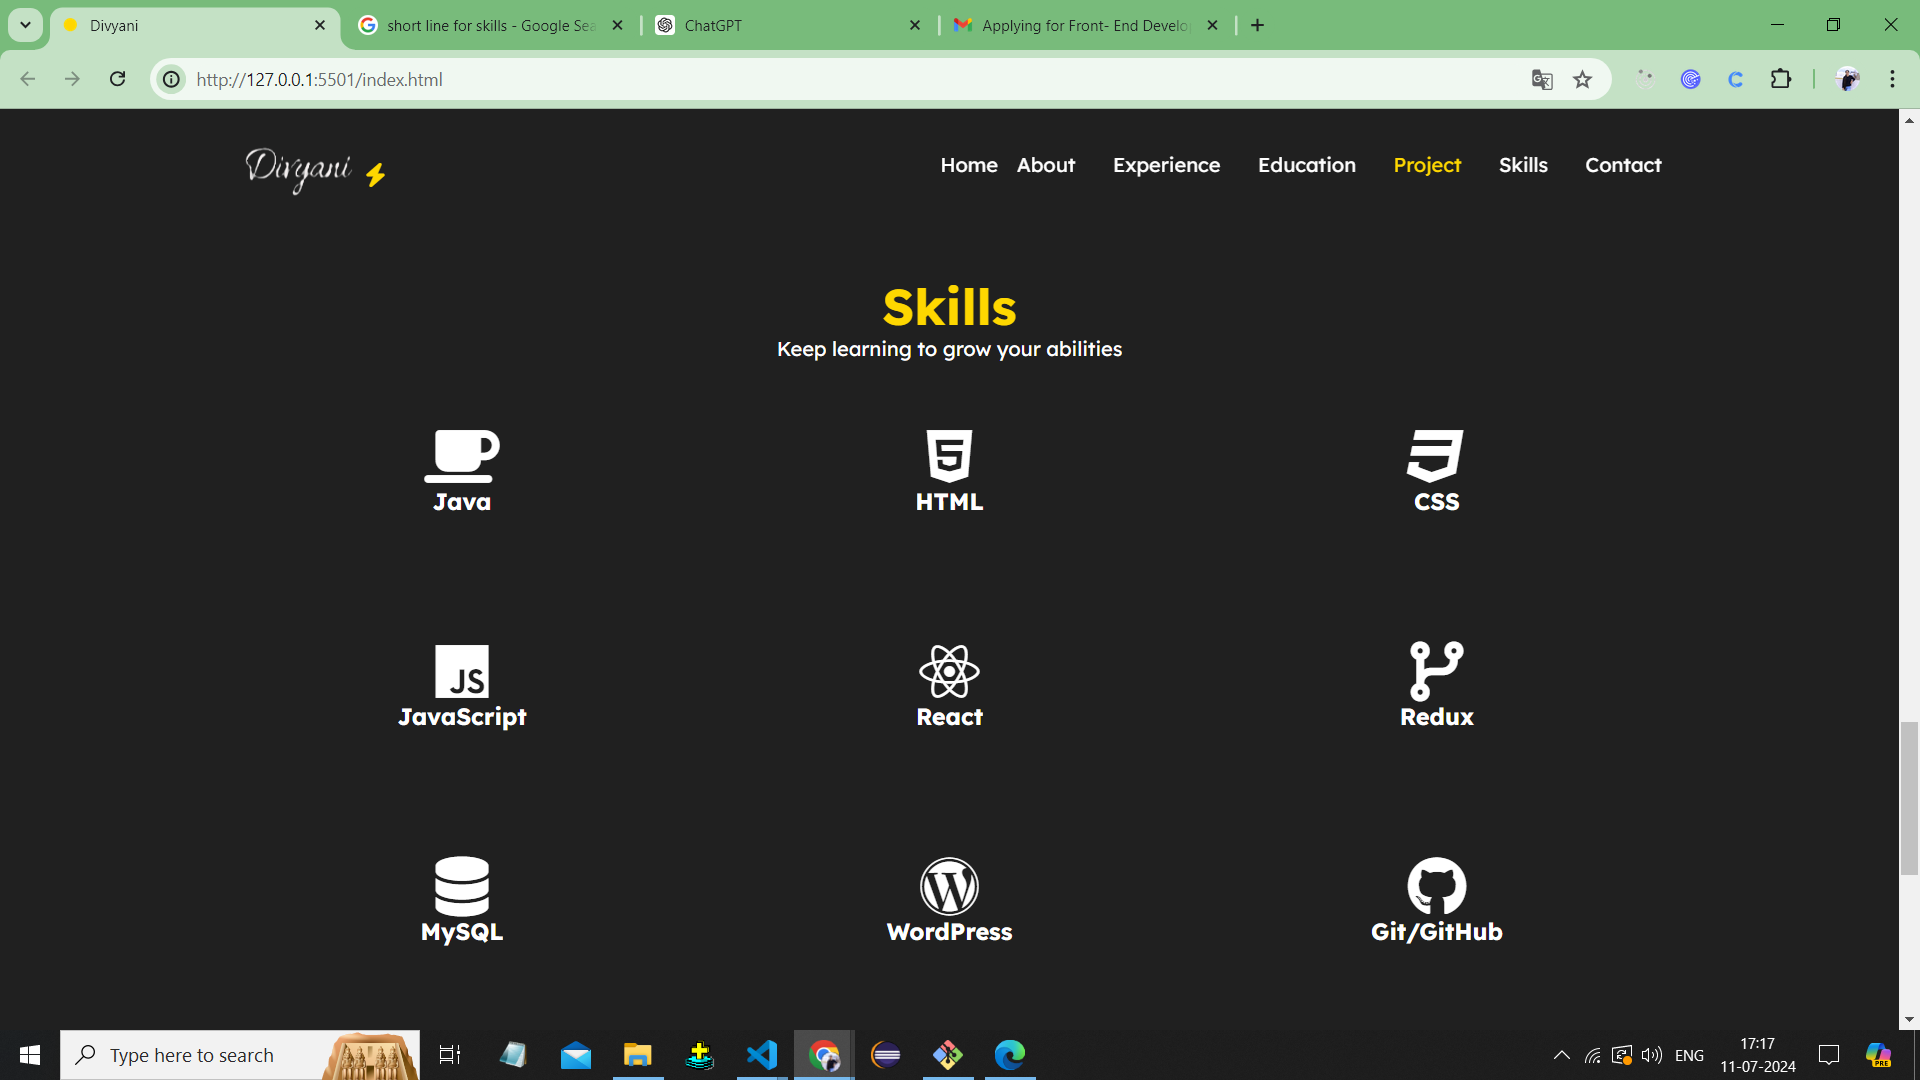 Divyani
short line for skills - Google Sea
ChatGPT
Applying for Front- End Develo
http://127.0.0.1:5501/index.html
Divyani
Home About Experience Education Project Skills Contact
Skills
Keep learning to grow your abilities
Java HTML CSS
JS
JavaScript React Redux
MySQL WordPress Git/GitHub
Type here to search
ENG
17:17
11-07-2024
PRE